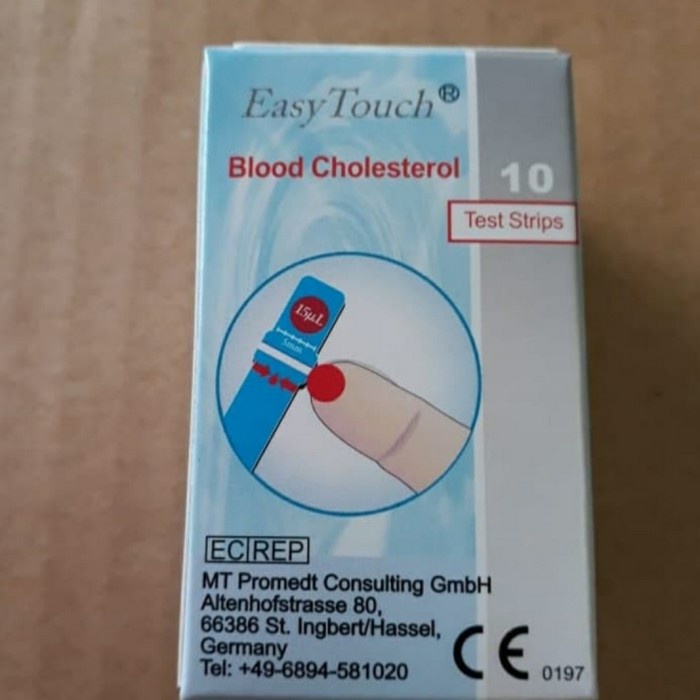 EasyTouch®
Blood Cholesterol
10
Test Strips
15µL
5mm
EC REP
MT Promedt Consulting GmbH
Altenhofstrasse 80,
66386 St. Ingbert/Hassel,
Germany
Tel: +49-6894-581020
CE 0197